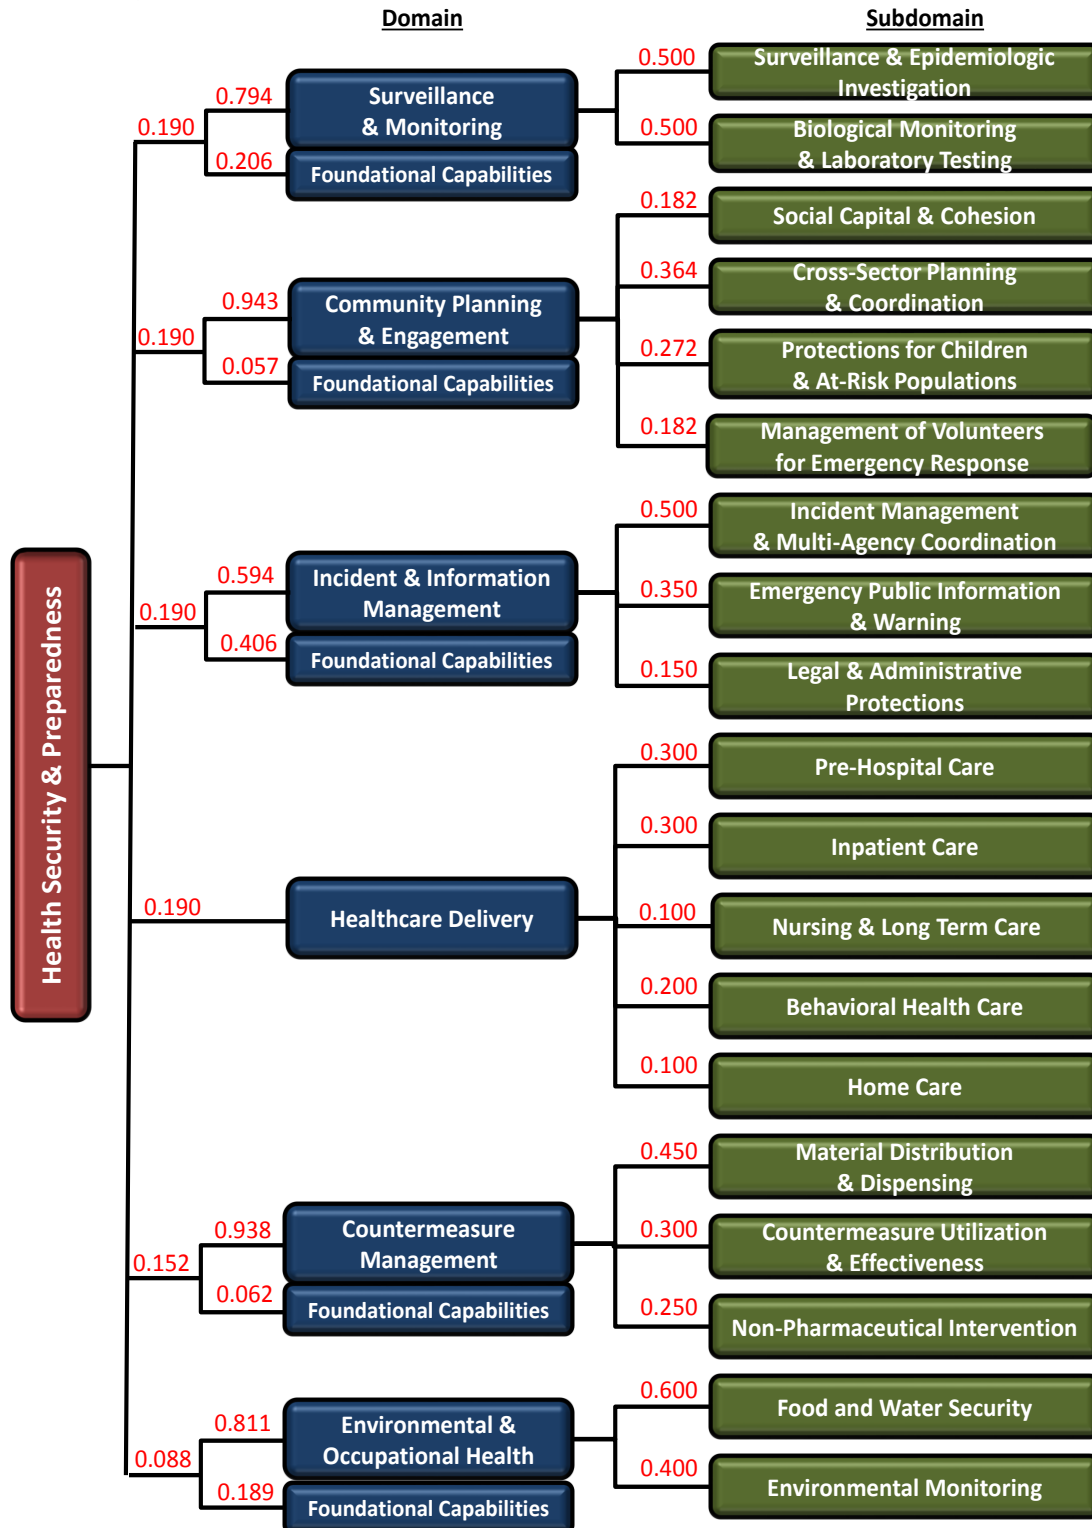 Domain
Subdomain
0.190
0.794
Surveillance
& Monitoring
0.206
Foundational Capabilities
0.500
Surveillance & Epidemiologic
Investigation
0.500
Biological Monitoring
& Laboratory Testing
0.190
0.943
Community Planning
& Engagement
0.057
Foundational Capabilities
0.182
Social Capital & Cohesion
0.364
Cross-Sector Planning
& Coordination
0.272
Protections for Children
& At-Risk Populations
0.182
Management of Volunteers
for Emergency Response
Health Security & Preparedness
0.190
0.594
Incident & Information
Management
0.406
Foundational Capabilities
0.500
Incident Management
& Multi-Agency Coordination
0.350
Emergency Public Information
& Warning
0.150
Legal & Administrative
Protections
0.190
Healthcare Delivery
0.300
Pre-Hospital Care
0.300
Inpatient Care
0.100
Nursing & Long Term Care
0.200
Behavioral Health Care
0.100
Home Care
0.152
0.938
Countermeasure
Management
0.062
Foundational Capabilities
0.450
Material Distribution
& Dispensing
0.300
Countermeasure Utilization
& Effectiveness
0.250
Non-Pharmaceutical Intervention
0.088
0.811
Environmental &
Occupational Health
0.189
Foundational Capabilities
0.600
Food and Water Security
0.400
Environmental Monitoring